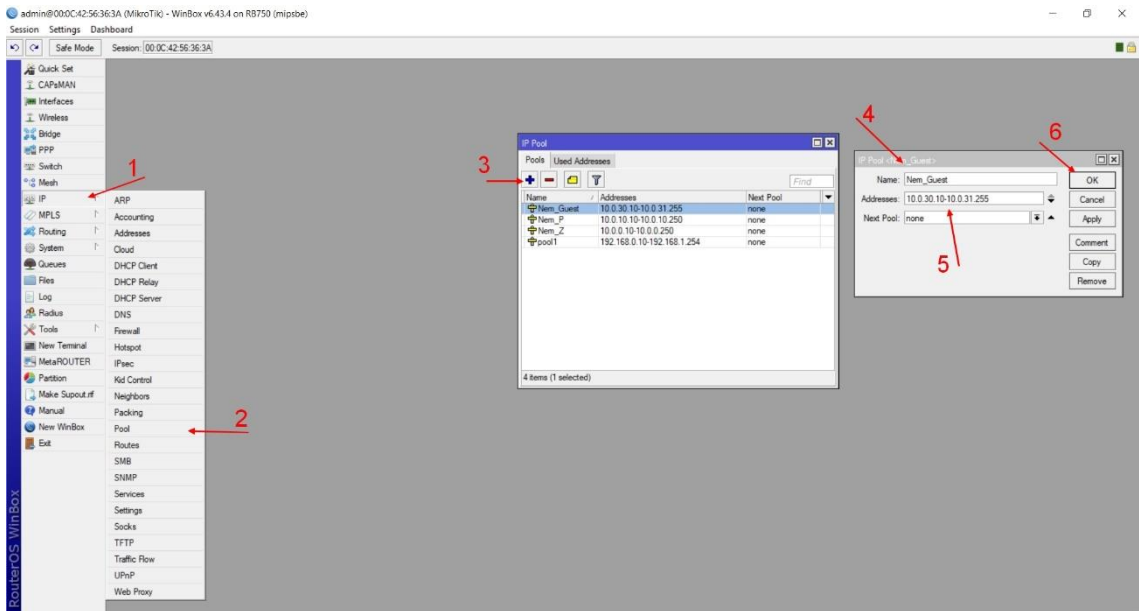 admin@00:0C:42:56:36:3A (MikroTik) - WinBox v6.43.4 on RB750 (mipsbe)
Session Settings Dashboard
Safe Mode Session: 00:0C:42:56:36:3A
Quick Set
CAPsMAN
Interfaces
Wireless
Bridge
PPP
Switch
Mesh
IP
MPLS
Routing
System
Queues
Files
Log
Radius
Tools
New Terminal
MetaROUTER
Partition
Make Supout.rif
Manual
New WinBox
Exit
RouterOS WinBox
1
ARP
Accounting
Addresses
Cloud
DHCP Client
DHCP Relay
DHCP Server
DNS
Firewall
Hotspot
IPsec
Kid Control
Neighbors
Packing
Pool
Routes
SMB
SNMP
Services
Settings
Socks
TFTP
Traffic Flow
UPnP
Web Proxy
2
3
IP Pool
Pools Used Addresses
Find
Name Addresses Next Pool
Nem_Guest 10.0.30.10-10.0.31.255 none
Nem_P 10.0.10.10-10.0.10.250 none
Nem_Z 10.0.0.10-10.0.0.250 none
pool1 192.168.0.10-192.168.1.254 none
4 items (1 selected)
4
6
IP Pool <Nem_Guest>
Name: Nem_Guest OK
Addresses: 10.0.30.10-10.0.31.255 Cancel
Next Pool: none Apply
5
Comment
Copy
Remove